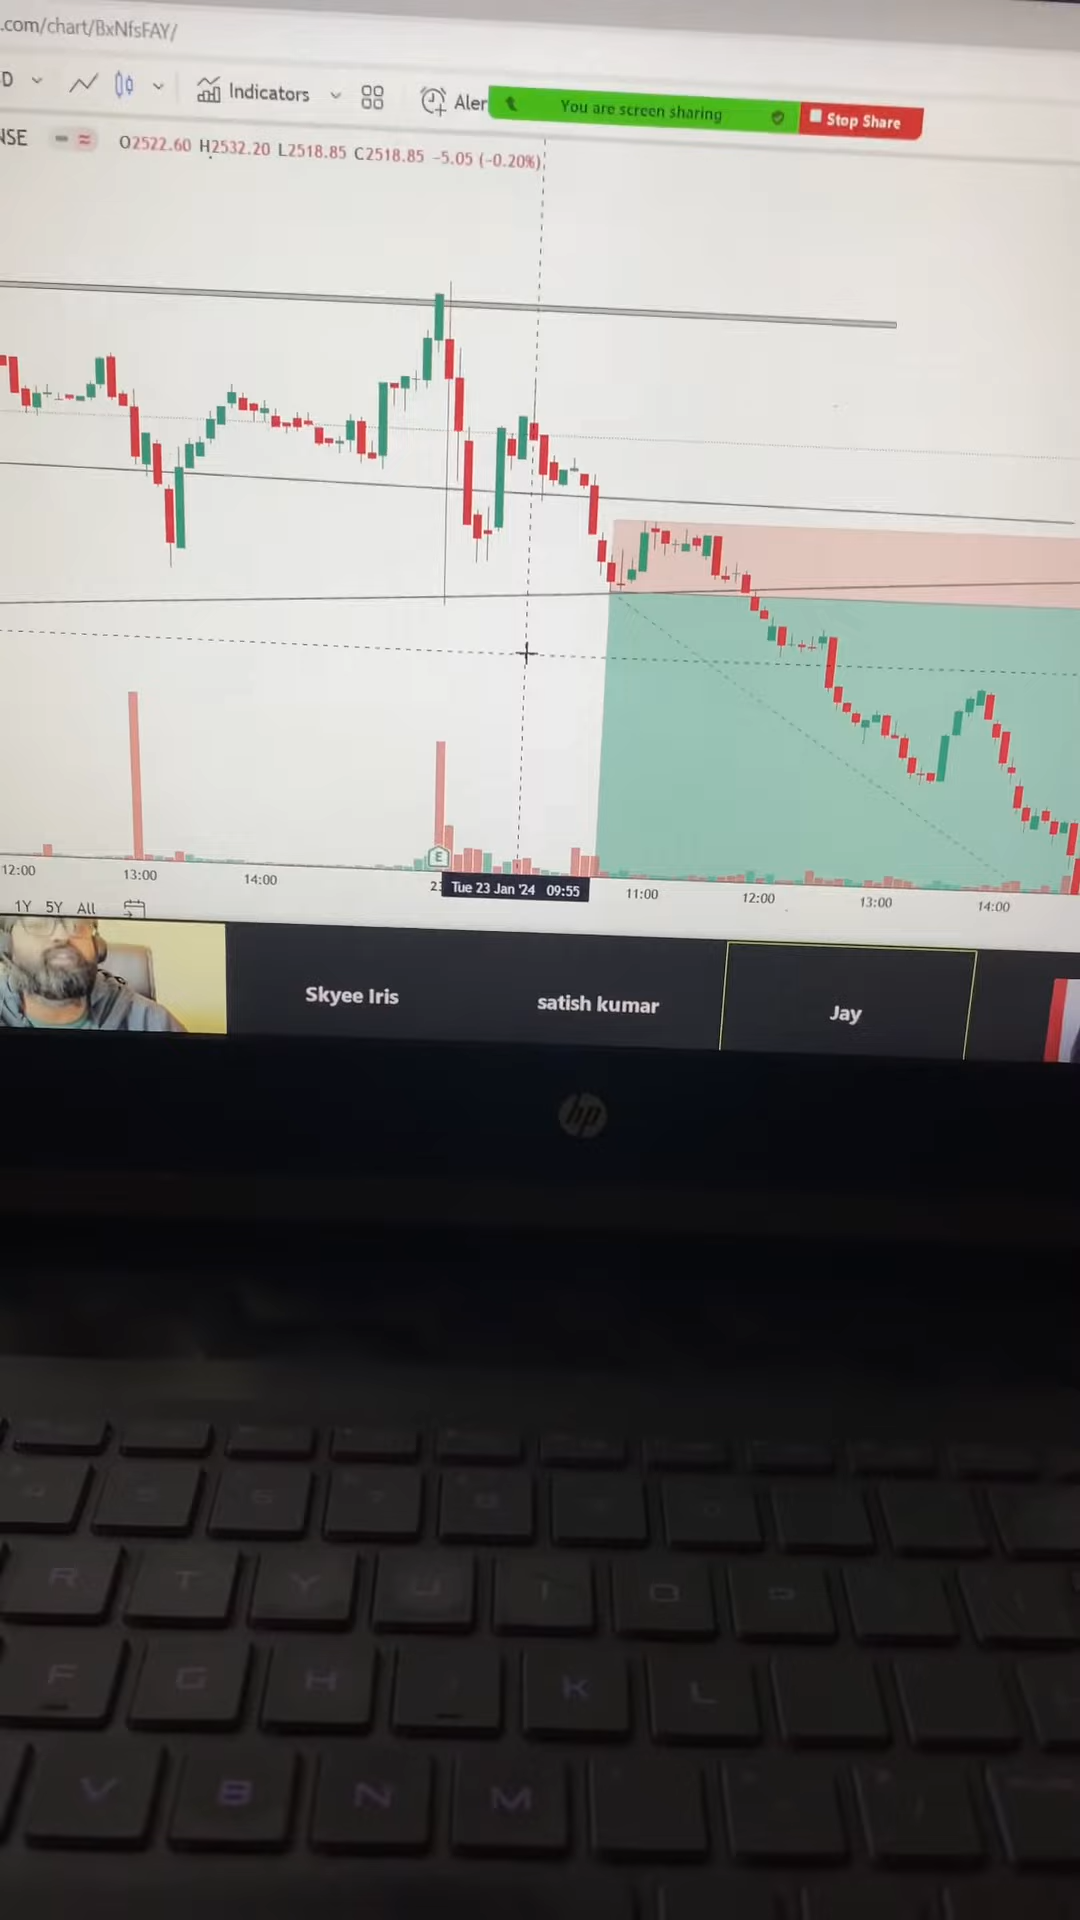 .com/chart/BxNfsFAY/
D
Indicators
Aler
You are screen sharing
Stop Share
NSE
O2522.60 H2532.20 L2518.85 C2518.85 -5.05 (-0.20%)
E
12:00
13:00
14:00
23
Tue 23 Jan '24 09:55
11:00
12:00
13:00
14:00
1Y 5Y All
Skyee Iris
satish kumar
Jay
hp
R T Y U I O P
F G H K L
V B N M